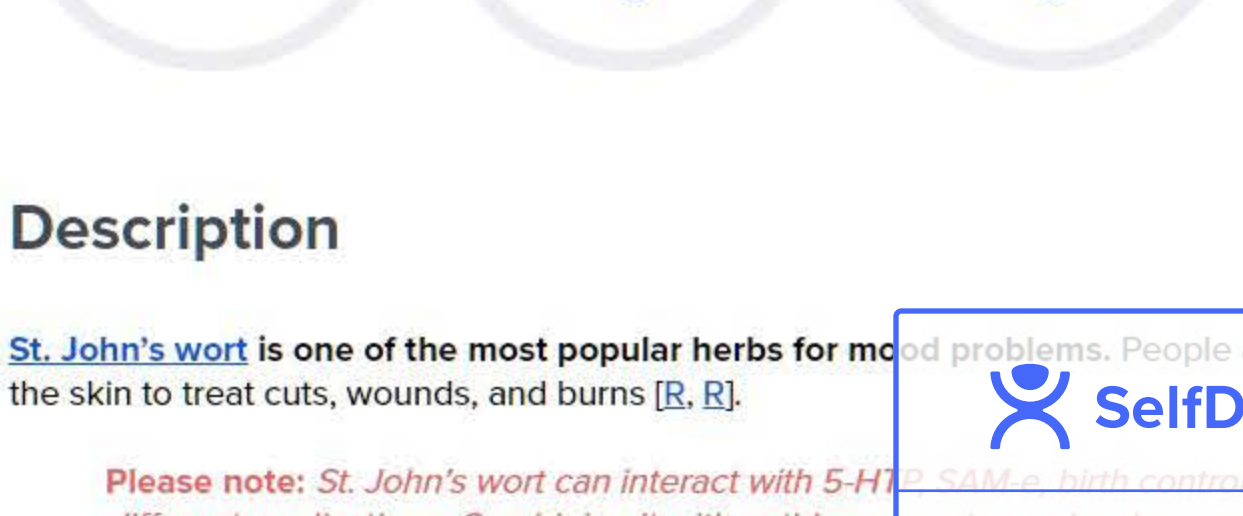 Description
St. John's wort is one of the most popular herbs for mood problems. People
the skin to treat cuts, wounds, and burns [R, R].
SelfD
Please note: St. John's wort can interact with 5-HTP, SAM-e, birth control